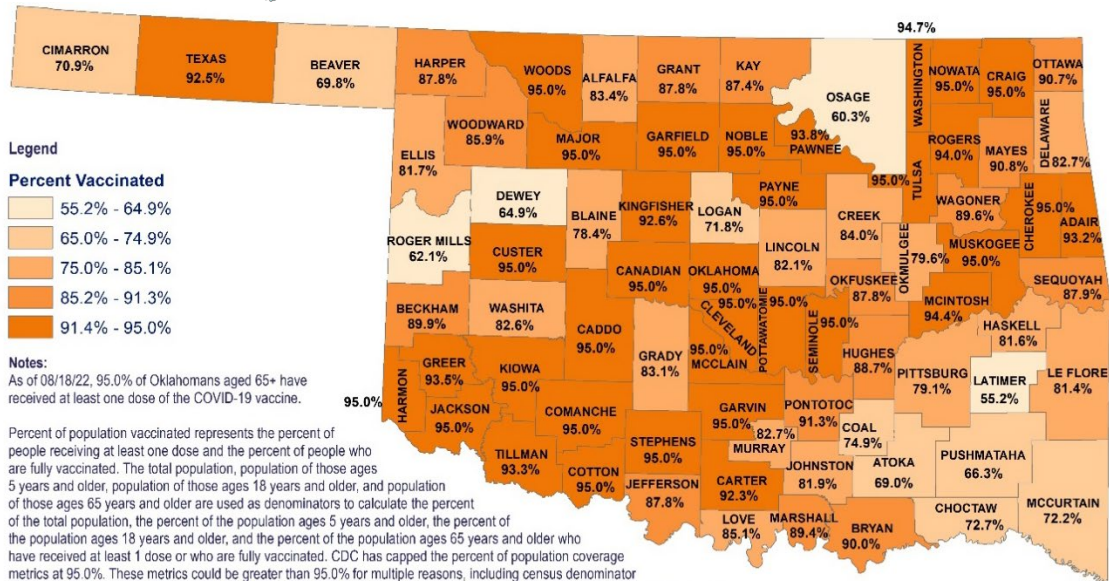 94.7%
CIMARRON
70.9%
TEXAS
92.5%
BEAVER
69.8%
HARPER
87.8%
WOODS
95.0%
ALFALFA
83.4%
GRANT
87.8%
KAY
87.4%
OSAGE
60.3%
WASHINGTON
NOWATA
95.0%
CRAIG
95.0%
OTTAWA
90.7%
WOODWARD
85.9%
ELLIS
81.7%
MAJOR
95.0%
GARFIELD
95.0%
NOBLE
95.0%
93.8%
PAWNEE
TULSA
95.0%
ROGERS
94.0%
MAYES
90.8%
DELAWARE
82.7%
Legend
Percent Vaccinated
55.2% - 64.9%
65.0% - 74.9%
75.0% - 85.1%
85.2% - 91.3%
91.4% - 95.0%
DEWEY
64.9%
BLAINE
78.4%
KINGFISHER
92.6%
LOGAN
71.8%
PAYNE
95.0%
CREEK
84.0%
WAGONER
89.6%
CHEROKEE
95.0%
ADAIR
93.2%
ROGER MILLS
62.1%
CUSTER
95.0%
CANADIAN
95.0%
OKLAHOMA
95.0%
LINCOLN
82.1%
OKMULGEE
79.6%
MUSKOGEE
95.0%
SEQUOYAH
87.9%
BECKHAM
89.9%
WASHITA
82.6%
CADDO
95.0%
GRADY
83.1%
95.0%
CLEVELAND
95.0%
MCCLAIN
POTTAWATOMIE
95.0%
SEMINOLE
95.0%
OKFUSKEE
87.8%
MCINTOSH
94.4%
HASKELL
81.6%
HUGHES
88.7%
PITTSBURG
79.1%
LATIMER
55.2%
LE FLORE
81.4%
95.0%
HARMON
GREER
93.5%
KIOWA
95.0%
JACKSON
95.0%
COMANCHE
95.0%
TILLMAN
93.3%
COTTON
95.0%
STEPHENS
95.0%
JEFFERSON
87.8%
GARVIN
95.0%
82.7%
MURRAY
PONTOTOC
91.3%
COAL
74.9%
CARTER
92.3%
JOHNSTON
81.9%
ATOKA
69.0%
PUSHMATAHA
66.3%
MCCURTAIN
72.2%
LOVE
85.1%
MARSHALL
89.4%
BRYAN
90.0%
CHOCTAW
72.7%
Notes:
As of 08/18/22, 95.0% of Oklahomans aged 65+ have
received at least one dose of the COVID-19 vaccine.
Percent of population vaccinated represents the percent of
people receiving at least one dose and the percent of people who
are fully vaccinated. The total population, population of those ages
5 years and older, population of those ages 18 years and older, and population
of those ages 65 years and older are used as denominators to calculate the percent
of the total population, the percent of the population ages 5 years and older, the percent of
the population ages 18 years and older, and the percent of the population ages 65 years and older who
have received at least 1 dose or who are fully vaccinated. CDC has capped the percent of population coverage
metrics at 95.0%. These metrics could be greater than 95.0% for multiple reasons, including census denominator